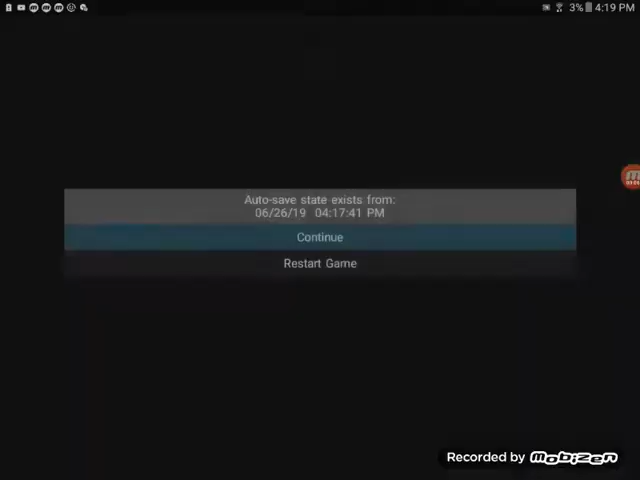 3% 4:19 PM
Auto-save state exists from:
06/26/19 04:17:41 PM
Continue
Restart Game
Recorded by Mobizen